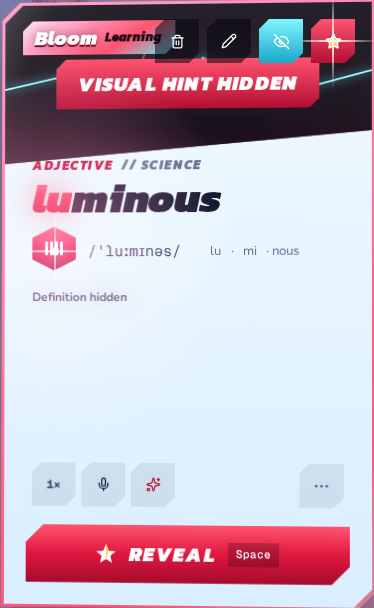 Bloom Learning
VISUAL HINT HIDDEN
ADJECTIVE // SCIENCE
luminous
/ˈluːmɪnəs/ lu · mi · nous
Definition hidden
1×
REVEAL Space